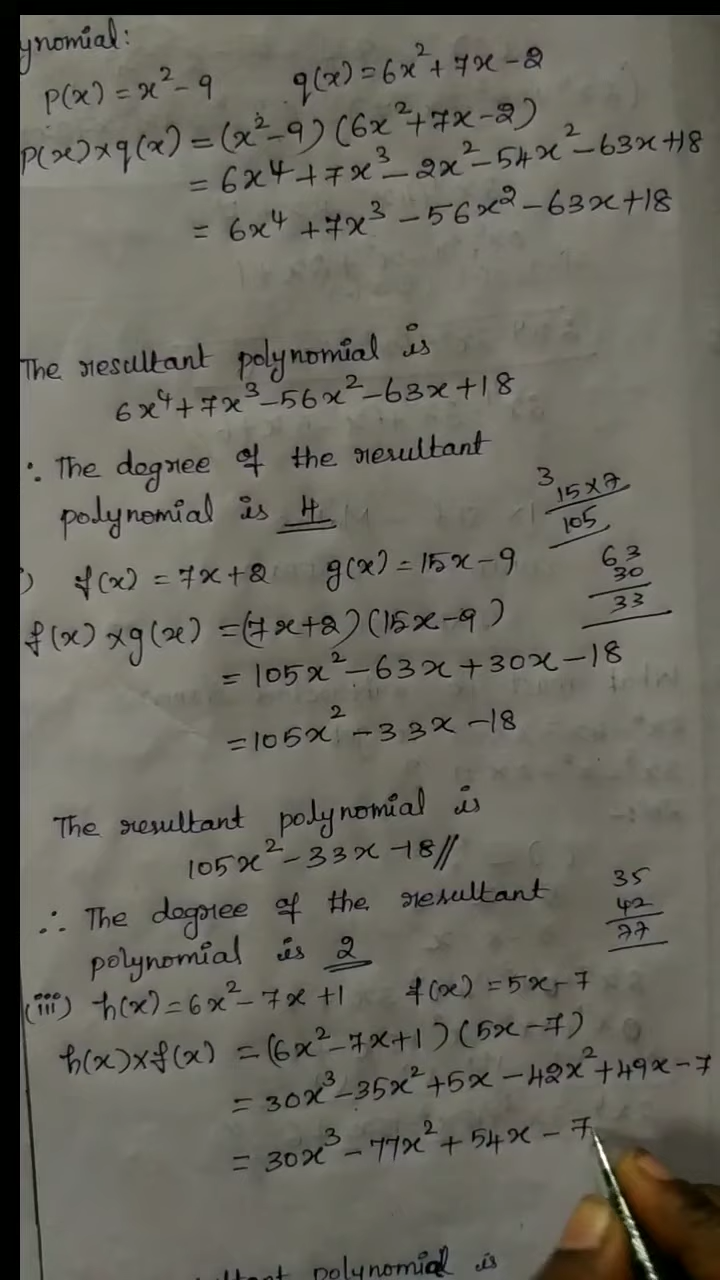 ynomial:
p(x) = x² - 9 q(x) = 6x² + 7x - 2
p(x) × q(x) = (x² - 9) (6x² + 7x - 2)
= 6x⁴ + 7x³ - 2x² - 54x² - 63x + 18
= 6x⁴ + 7x³ - 56x² - 63x + 18
The resultant polynomial is
6x⁴ + 7x³ - 56x² - 63x + 18
∴ The degree of the resultant
polynomial is 4
3 15 × 7
105
) f(x) = 7x + 2 g(x) = 15x - 9
63
30
33
f(x) × g(x) = (7x + 2) (15x - 9)
= 105x² - 63x + 30x - 18
= 105x² - 33x - 18
The resultant polynomial is
105x² - 33x - 18 //
∴ The degree of the resultant
polynomial is 2
35
42
77
(iii) h(x) = 6x² - 7x + 1 f(x) = 5x - 7
h(x) × f(x) = (6x² - 7x + 1) (5x - 7)
= 30x³ - 35x² + 5x - 42x² + 49x - 7
= 30x³ - 77x² + 54x - 7
polynomial is